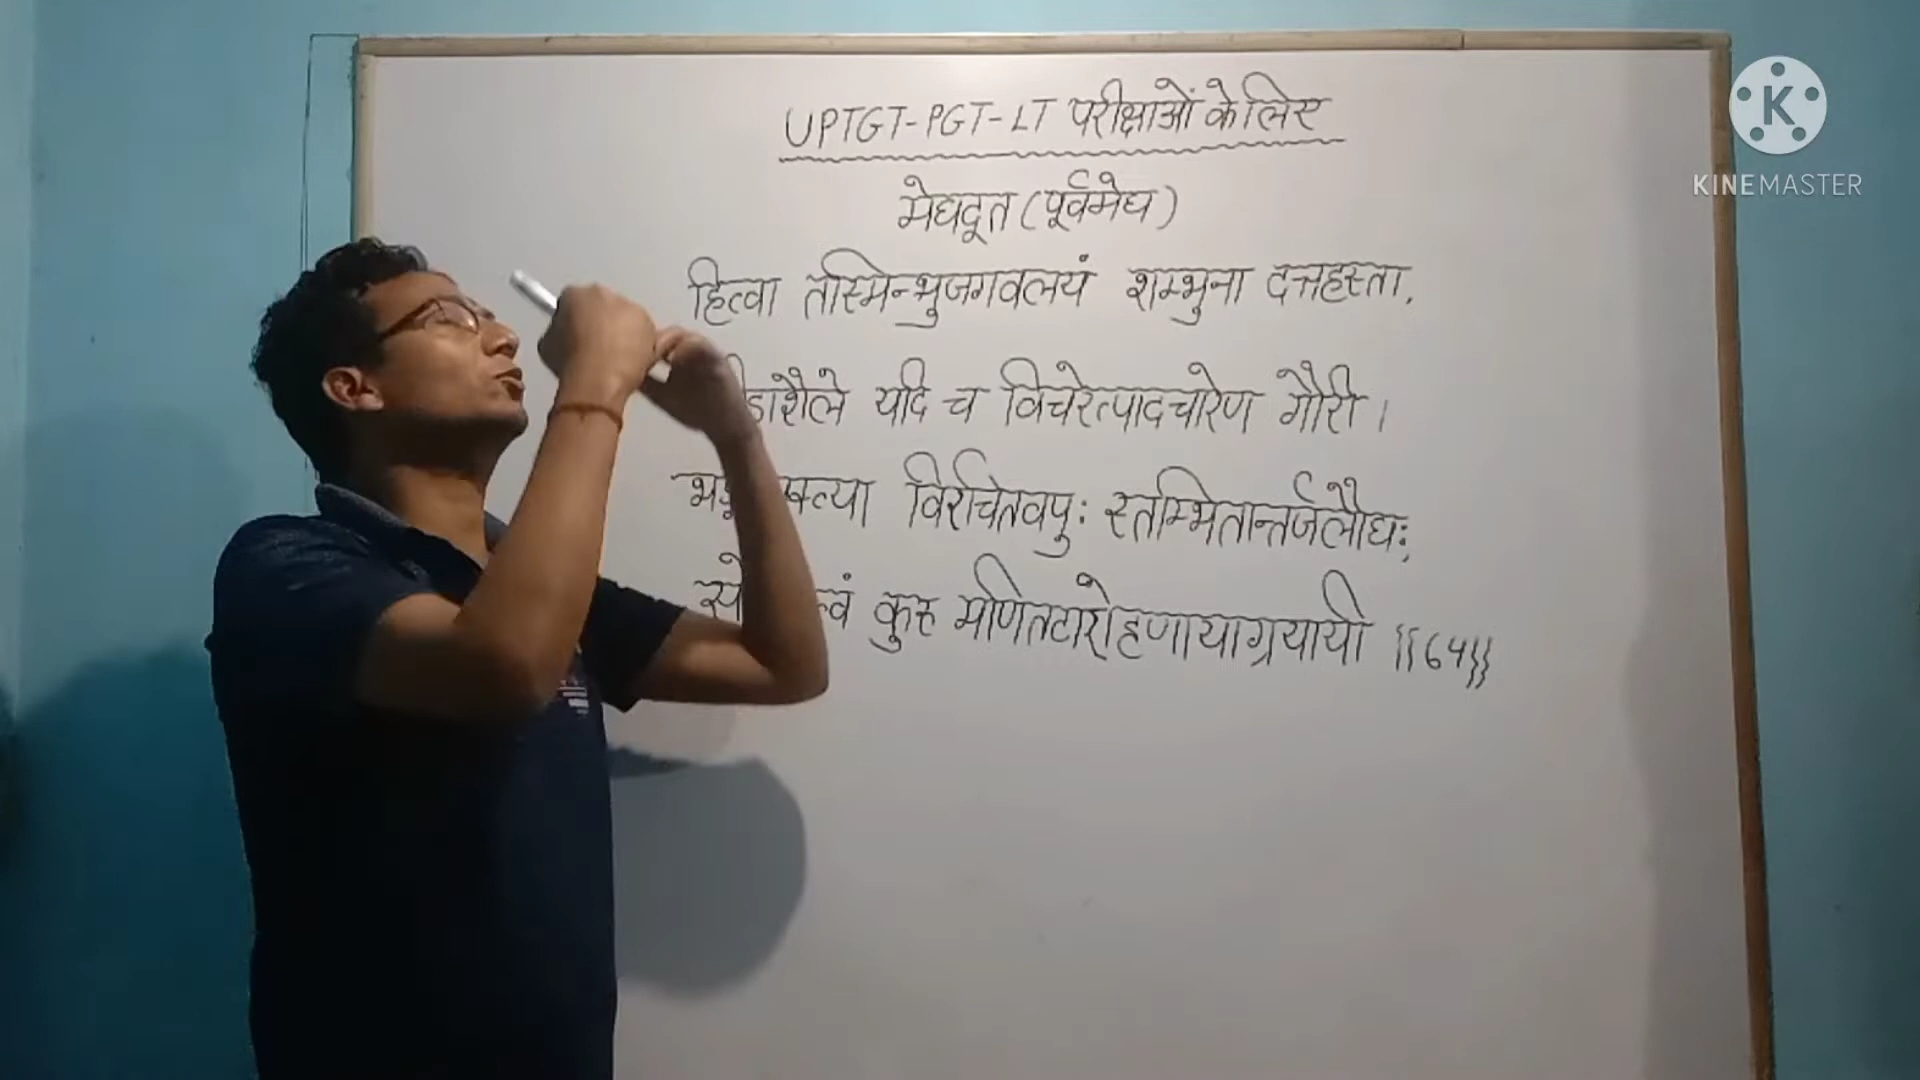 UPTGT-PGT-LT परीक्षाओं के लिए
K
KINEMASTER
मेघदूत (पूर्वमेघ)
हित्वा तस्मिन्भुजगवलयं शम्भुना दत्तहस्ता,
यदि च विचरेत्पादचारेण गौरी ।
विरचितवपुः स्तम्भितान्तर्जलौघः,
कुरु मणितटारोहणायाग्रयायी ॥६५॥